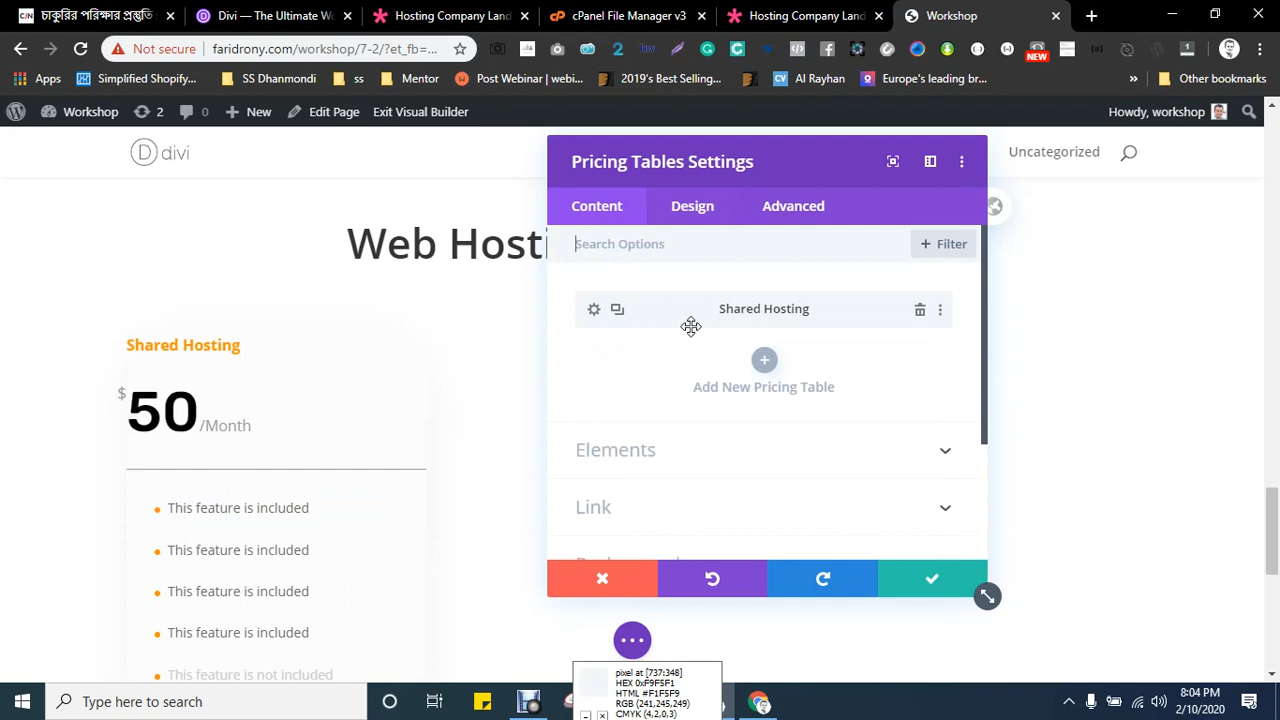 চাকুরির পরিক্ষার প্রস্তুতি
Divi — The Ultimate W
Hosting Company Land
cPanel File Manager v3
Hosting Company Land
Workshop
Not secure
faridrony.com/workshop/7-2/?et_fb=...
NEW
Apps
Simplified Shopify...
SS Dhanmondi
ss
Mentor
Post Webinar | webi...
2019's Best Selling...
CV
Al Rayhan
Europe's leading br...
»
Other bookmarks
Workshop
2
0
New
Edit Page
Exit Visual Builder
Howdy, workshop
divi
Uncategorized
Web Hosti
Pricing Tables Settings
Content
Design
Advanced
Search Options
+ Filter
Shared Hosting
Add New Pricing Table
Elements
Link
Shared Hosting
$
50
/Month
This feature is included
This feature is included
This feature is included
This feature is included
This feature is not included
pixel at [737:348]
HEX 0xF9F5F1
HTML #F1F5F9
RGB (241,245,249)
CMYK (4,2,0,3)
Type here to search
8:04 PM
2/10/2020